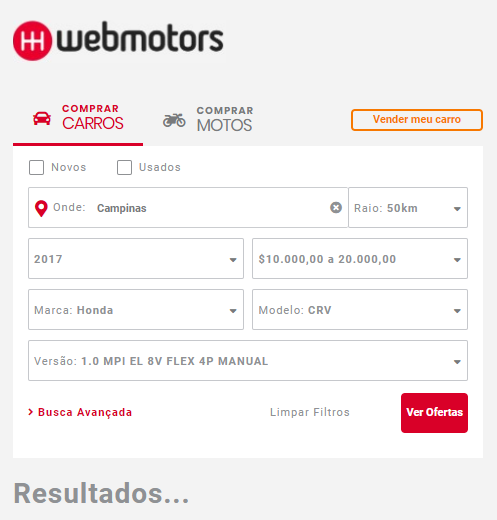 webmotors
COMPRAR
CARROS
COMPRAR
MOTOS
Vender meu carro
Novos
Usados
Onde: Campinas
Raio: 50km
2017
$10.000,00 a 20.000,00
Marca: Honda
Modelo: CRV
Versão: 1.0 MPI EL 8V FLEX 4P MANUAL
Busca Avançada
Limpar Filtros
Ver Ofertas
Resultados...